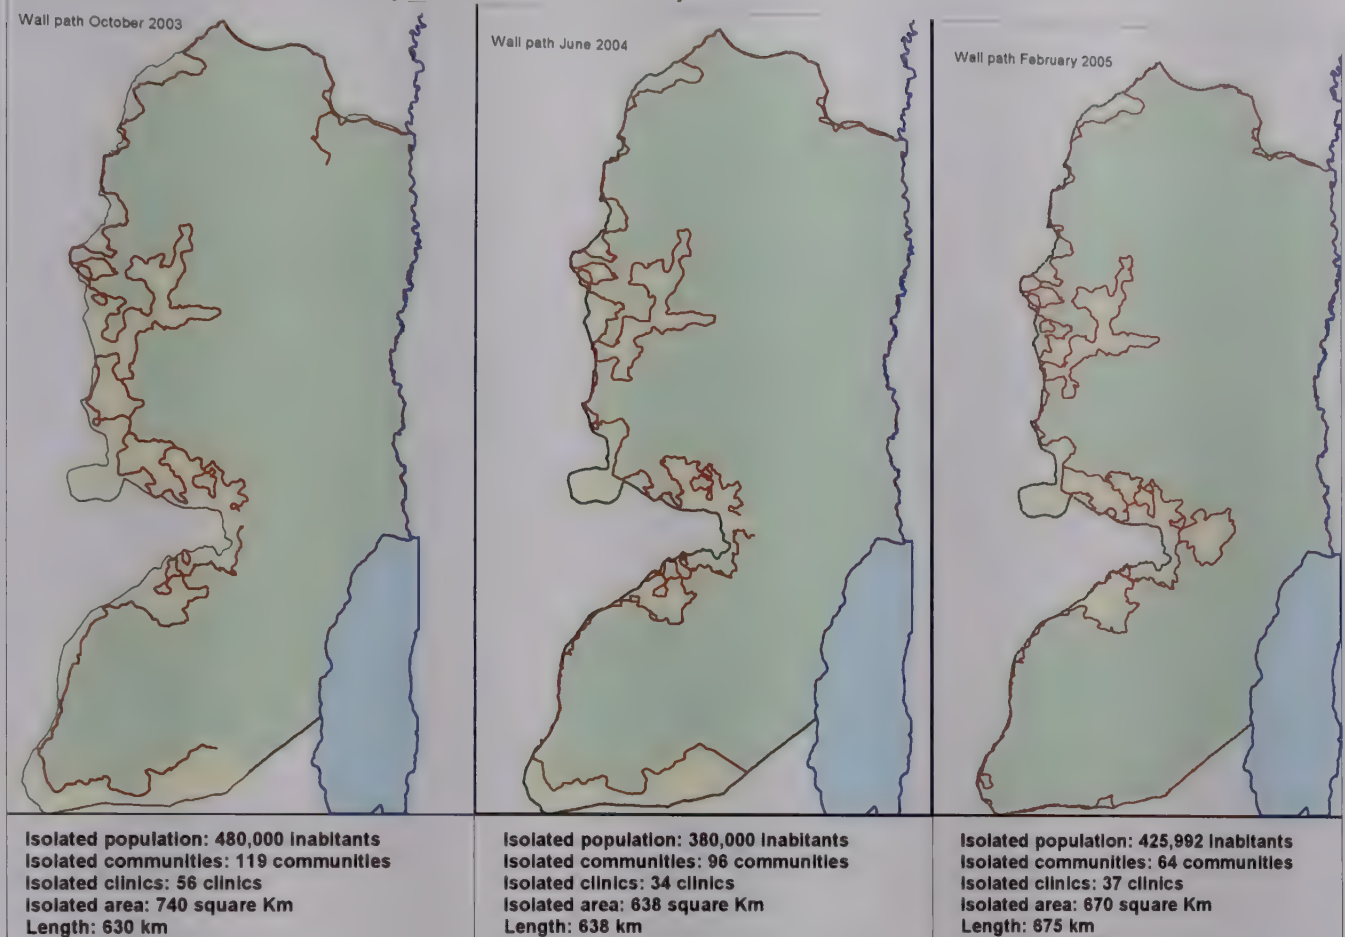 Wall path October 2003
Isolated population: 480,000 inabitants
Isolated communities: 119 communities
Isolated clinics: 56 clinics
Isolated area: 740 square Km
Length: 630 km
Wall path June 2004
Isolated population: 380,000 inabitants
Isolated communities: 96 communities
Isolated clinics: 34 clinics
Isolated area: 638 square Km
Length: 638 km
Wall path February 2005
Isolated population: 425,992 inabitants
Isolated communities: 64 communities
Isolated clinics: 37 clinics
Isolated area: 670 square Km
Length: 675 km